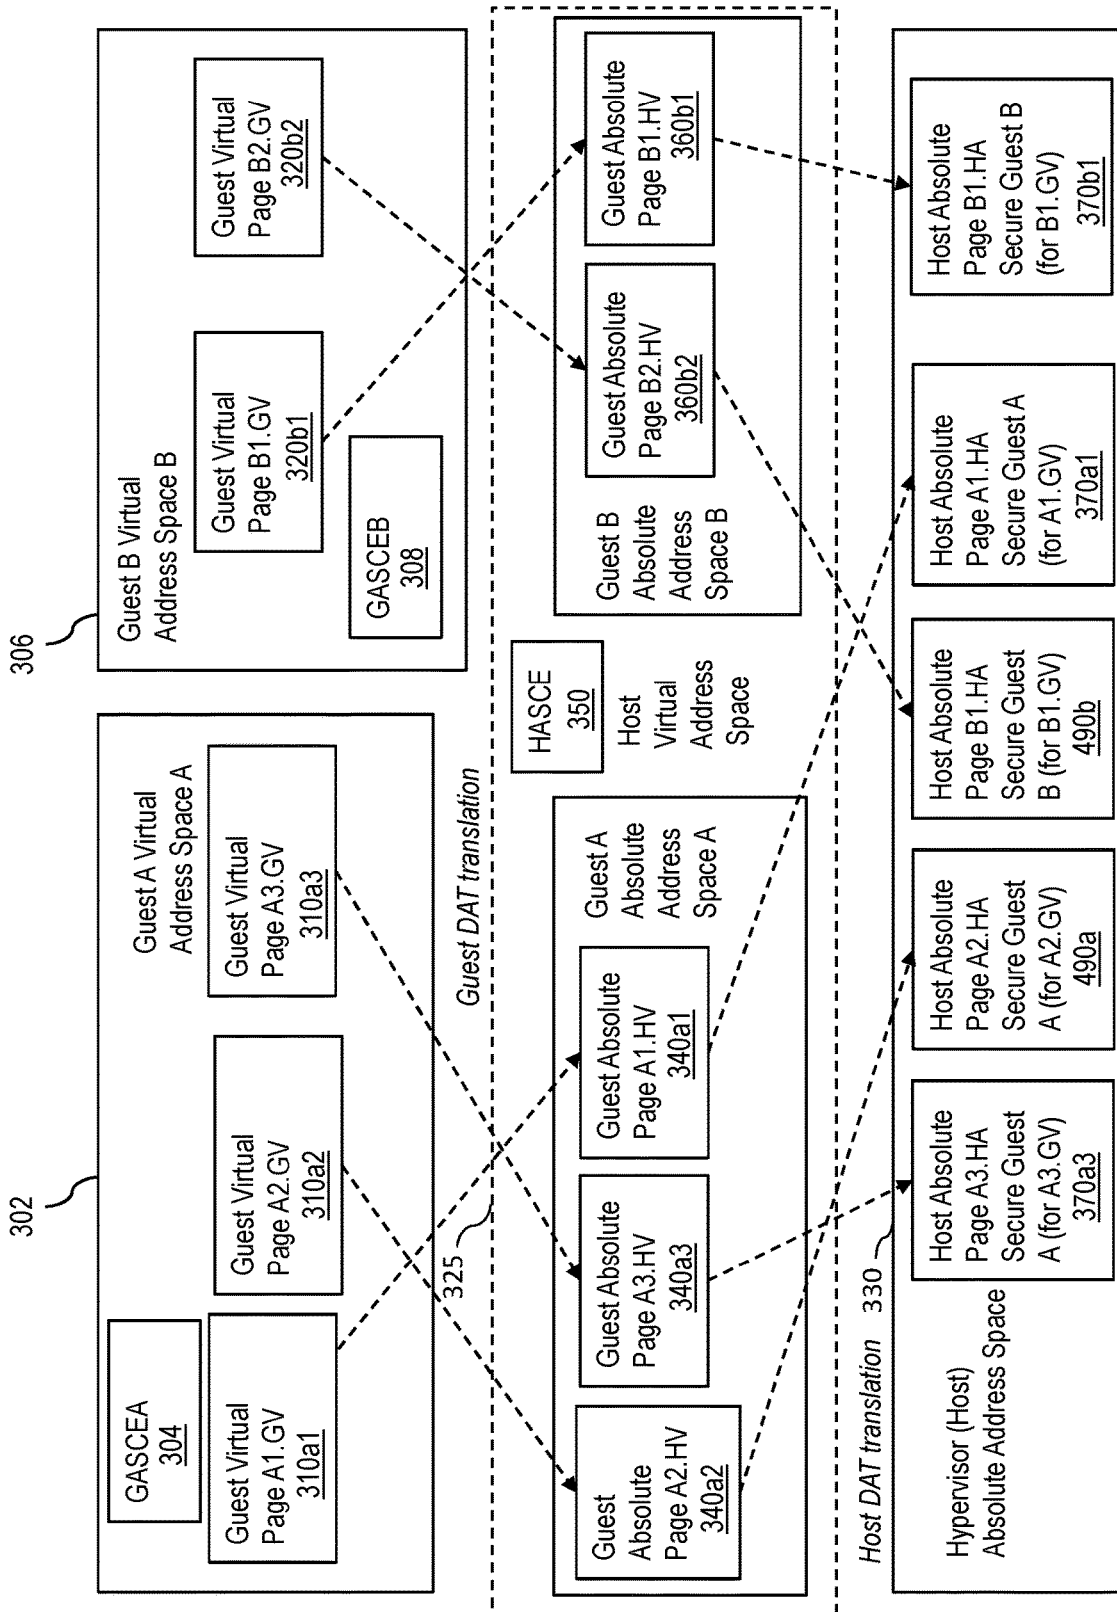 302
306
GASCEA
304
Guest Virtual
Page A1.GV
310a1
Guest Virtual
Page A2.GV
310a2
Guest A Virtual
Address Space A
Guest Virtual
Page A3.GV
310a3
Guest B Virtual
Address Space B
Guest Virtual
Page B1.GV
320b1
GASCEB
308
Guest Virtual
Page B2.GV
320b2
325
Guest DAT translation
Guest
Absolute
Page A2.HV
340a2
Guest Absolute
Page A3.HV
340a3
Guest Absolute
Page A1.HV
340a1
Guest A
Absolute
Address
Space A
HASCE
350
Host
Virtual
Address
Space
Guest B
Absolute
Address
Space B
Guest Absolute
Page B2.HV
360b2
Guest Absolute
Page B1.HV
360b1
Host DAT translation
330
Hypervisor (Host)
Absolute Address Space
Host Absolute
Page A3.HA
Secure Guest
A (for A3.GV)
370a3
Host Absolute
Page A2.HA
Secure Guest
A (for A2.GV)
490a
Host Absolute
Page B1.HA
Secure Guest
B (for B1.GV)
490b
Host Absolute
Page A1.HA
Secure Guest A
(for A1.GV)
370a1
Host Absolute
Page B1.HA
Secure Guest B
(for B1.GV)
370b1